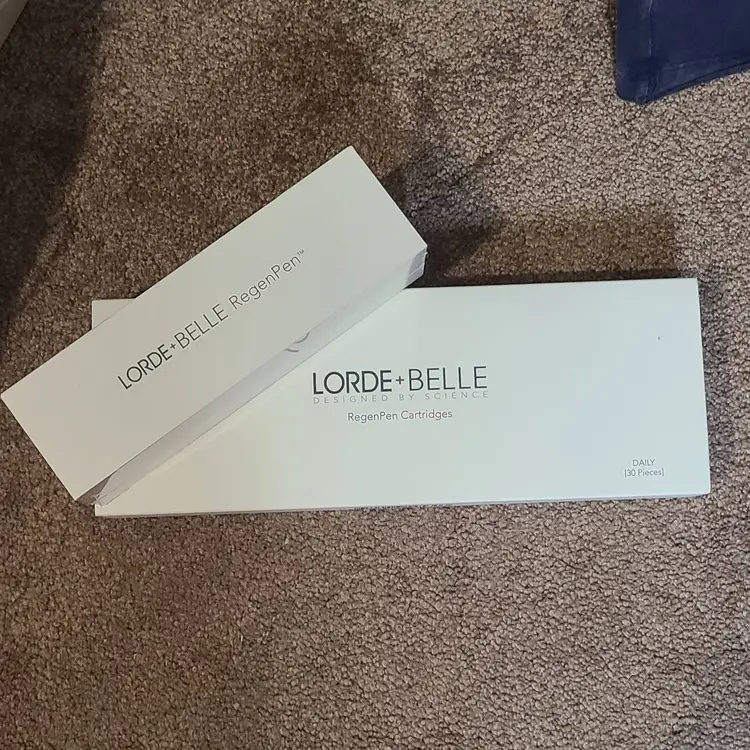 LORDE+BELLE RegenPen™
LORDE+BELLE
DESIGNED BY SCIENCE
RegenPen Cartridges
DAILY
[30 Pieces]